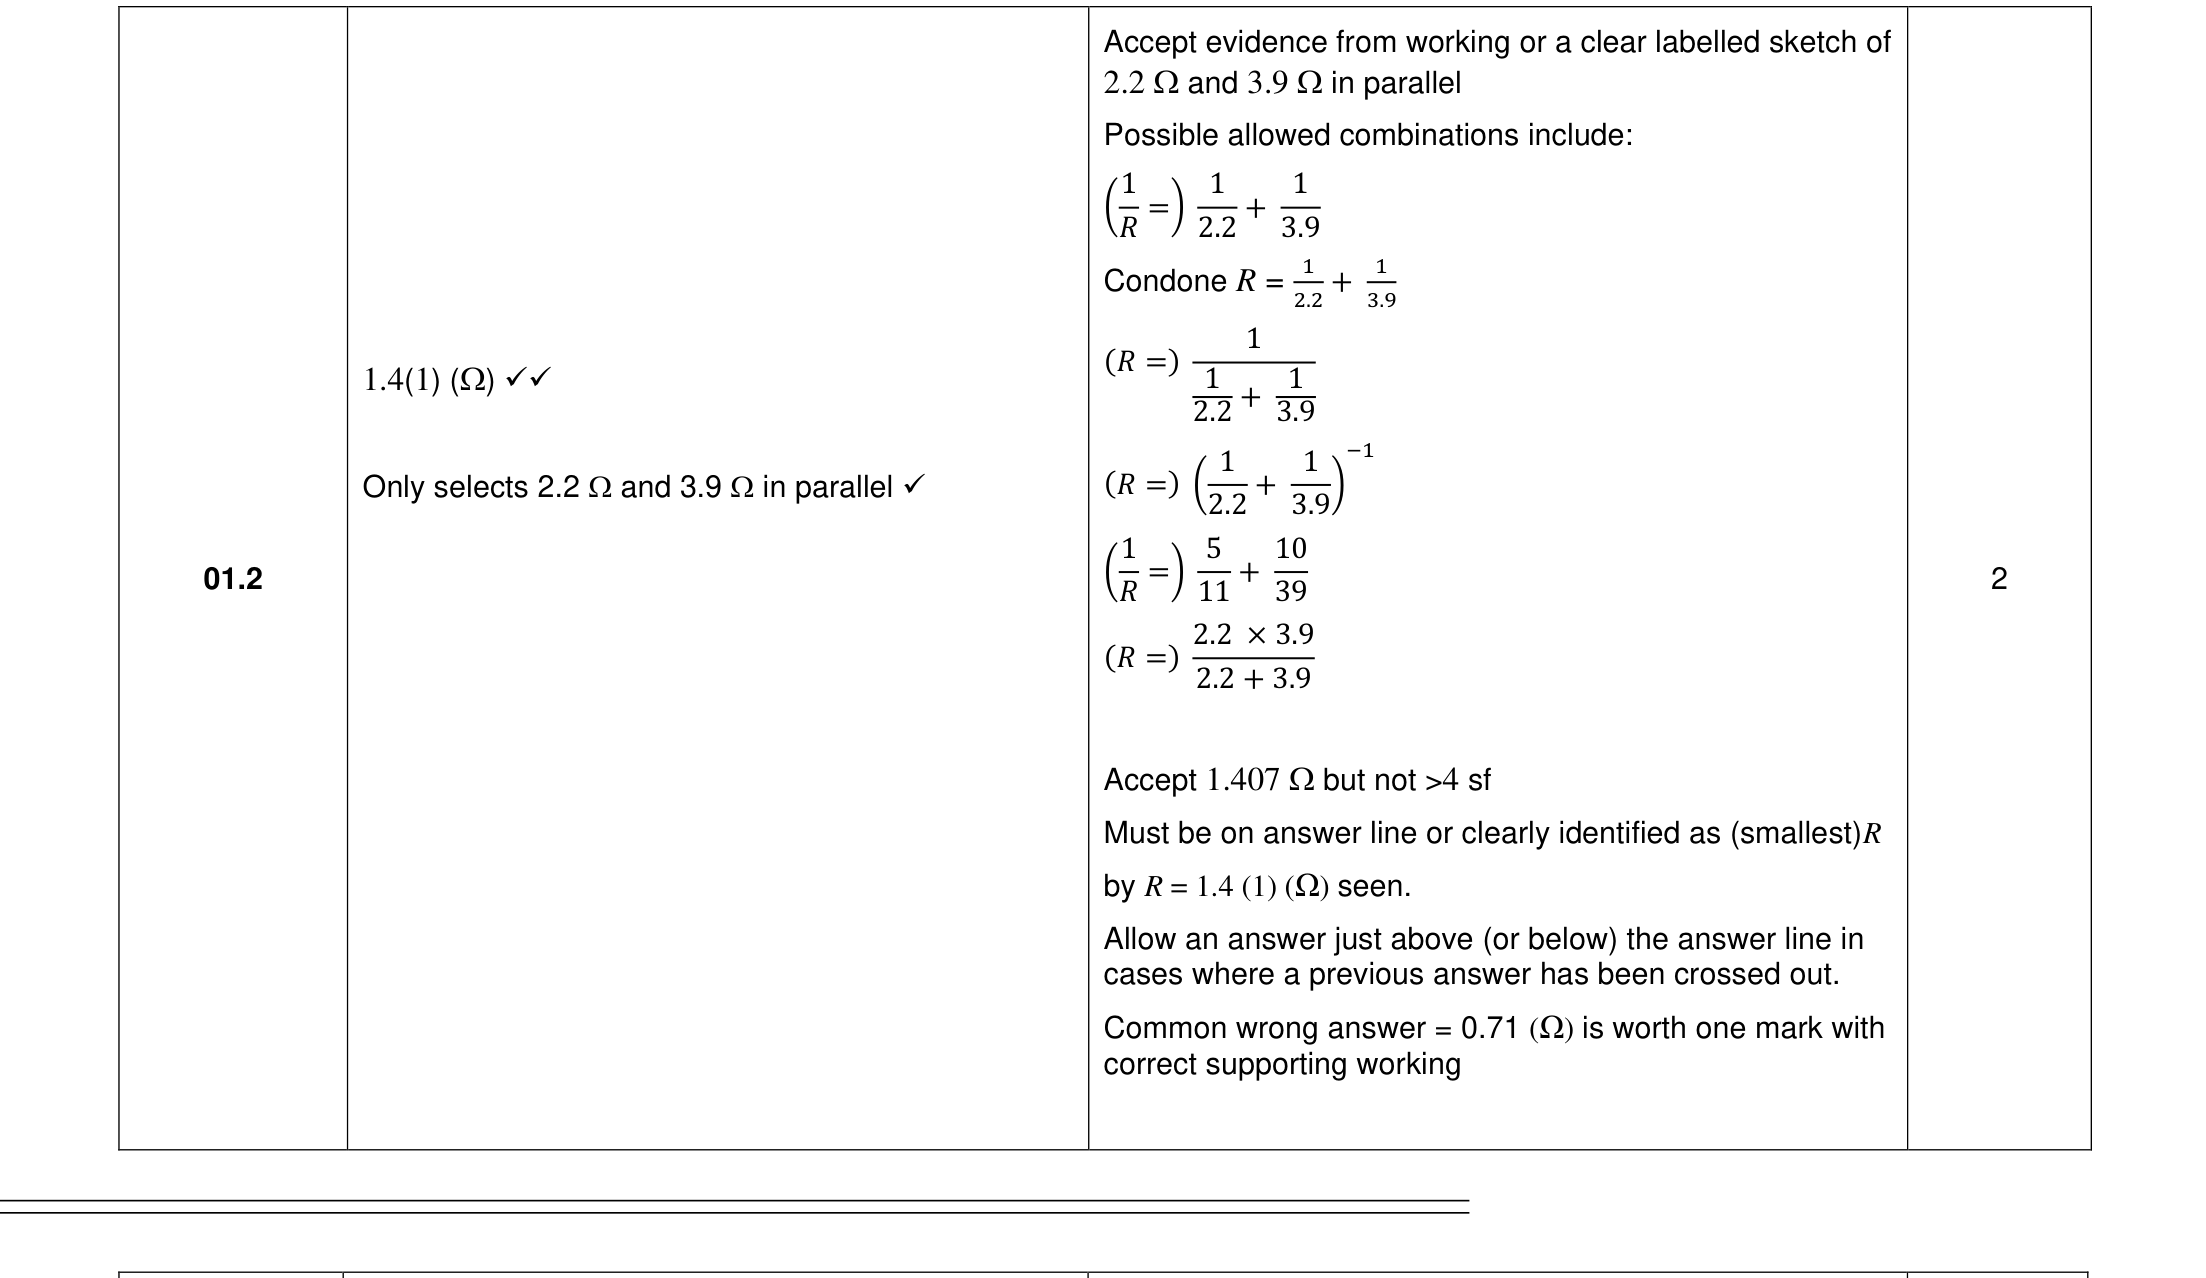 01.2
1.4(1) (Ω) ✓✓
Only selects 2.2 Ω and 3.9 Ω in parallel ✓
Accept evidence from working or a clear labelled sketch of
2.2 Ω and 3.9 Ω in parallel
Possible allowed combinations include:
(1/R =) 1/2.2 + 1/3.9
Condone R = 1/2.2 + 1/3.9
(R =) 1/(1/2.2 + 1/3.9)
(R =) (1/2.2 + 1/3.9)⁻¹
(1/R =) 5/11 + 10/39
(R =) (2.2 × 3.9)/(2.2 + 3.9)
Accept 1.407 Ω but not >4 sf
Must be on answer line or clearly identified as (smallest)R
by R = 1.4 (1) (Ω) seen.
Allow an answer just above (or below) the answer line in
cases where a previous answer has been crossed out.
Common wrong answer = 0.71 (Ω) is worth one mark with
correct supporting working
2